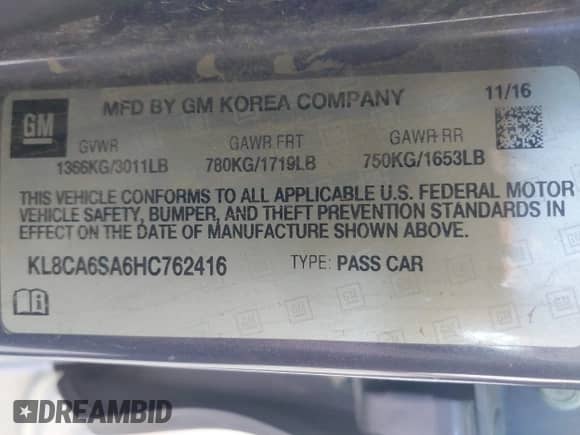 GM
MFD BY GM KOREA COMPANY
11/16
GVWR GAWR FRT GAWR RR
1366KG/3011LB 780KG/1719LB 750KG/1653LB
THIS VEHICLE CONFORMS TO ALL APPLICABLE U.S. FEDERAL MOTOR
VEHICLE SAFETY, BUMPER, AND THEFT PREVENTION STANDARDS IN
EFFECT ON THE DATE OF MANUFACTURE SHOWN ABOVE.
KL8CA6SA6HC762416 TYPE: PASS CAR
DREAMBID